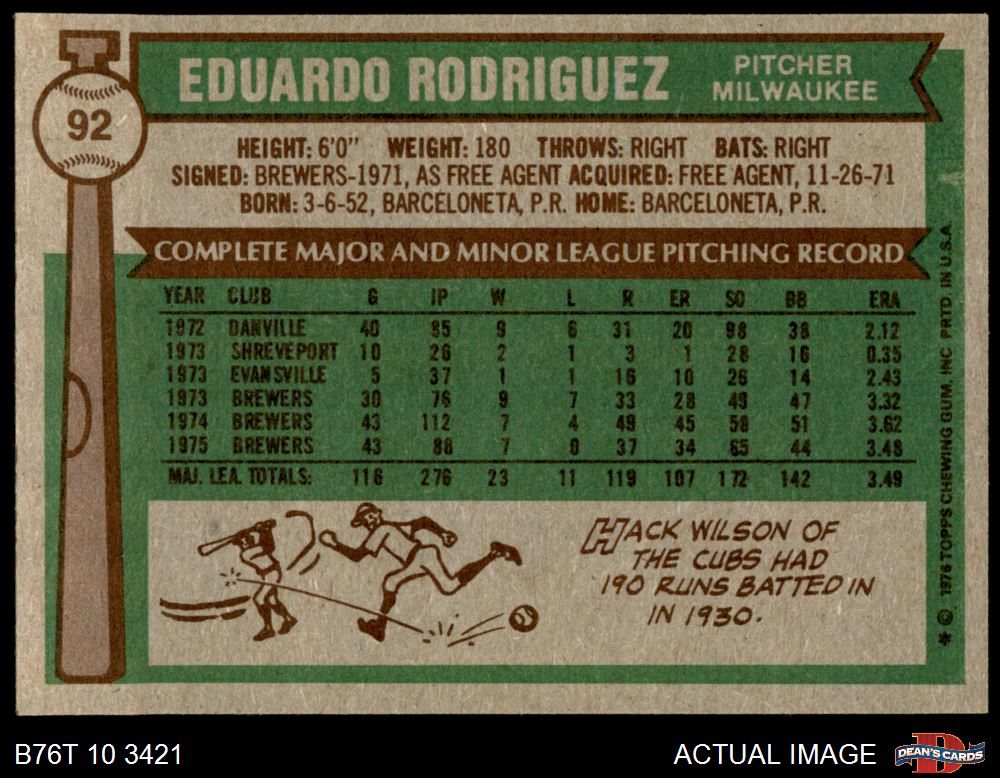 92
EDUARDO RODRIGUEZ
PITCHER
MILWAUKEE
HEIGHT: 6'0" WEIGHT: 180 THROWS: RIGHT BATS: RIGHT
SIGNED: BREWERS-1971, AS FREE AGENT ACQUIRED: FREE AGENT, 11-26-71
BORN: 3-6-52, BARCELONETA, P.R. HOME: BARCELONETA, P.R.
COMPLETE MAJOR AND MINOR LEAGUE PITCHING RECORD
YEAR CLUB G IP W L R ER SO BB ERA
1972 DANVILLE 40 85 9 6 31 20 98 38 2.12
1973 SHREVEPORT 10 26 2 1 3 1 28 16 0.35
1973 EVANSVILLE 5 37 1 1 16 10 26 14 2.43
1973 BREWERS 30 76 9 7 33 28 49 47 3.32
1974 BREWERS 43 112 7 4 49 45 58 51 3.62
1975 BREWERS 43 88 7 0 37 34 65 44 3.48
MAJ. LEA. TOTALS: 116 276 23 11 119 107 172 142 3.49
HACK WILSON OF
THE CUBS HAD
190 RUNS BATTED IN
IN 1930.
* © 1976 TOPPS CHEWING GUM, INC. PRTD. IN U.S.A.
B76T 10 3421
ACTUAL IMAGE
D
DEAN'S CARDS